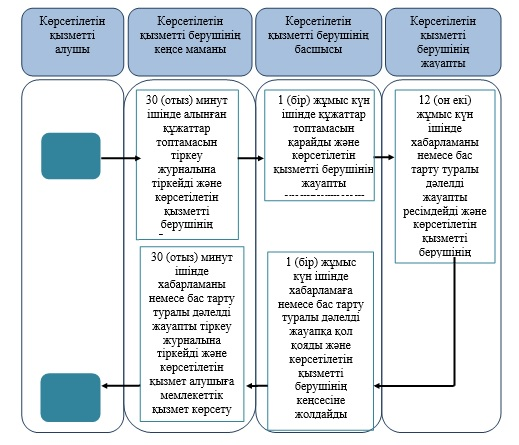 Көрсетілетін
қызметті
алушы
Көрсетілетін
қызметті берушінің
кеңсе маманы
Көрсетілетін
қызметті берушінің
басшысы
Көрсетілетін
қызметті
берушінің
жауапты
30 (отыз) минут
ішінде алынған
құжаттар
топтамасын
тіркеу
журналына
тіркейді және
көрсетілетін
қызметті
берушінің
1 (бір) жұмыс күн
ішінде құжаттар
топтамасын
қарайды және
көрсетілетін
қызметті берушінің
жауапты
12 (он екі)
жұмыс күн
ішінде
хабарламаны
немесе бас
тарту туралы
дәлелді
жауапты
ресімдейді және
көрсетілетін
қызметті
берушінің
30 (отыз) минут
ішінде
хабарламаны
немесе бас тарту
туралы дәлелді
жауапты тіркеу
журналына
тіркейді және
көрсетілетін
қызмет алушыға
мемлекеттік
қызмет көрсету
1 (бір) жұмыс
күн ішінде
хабарламаға
немесе бас тарту
туралы дәлелді
жауапқа қол
қояды және
көрсетілетін
қызметті
берушінің
кеңсесіне
жолдайды